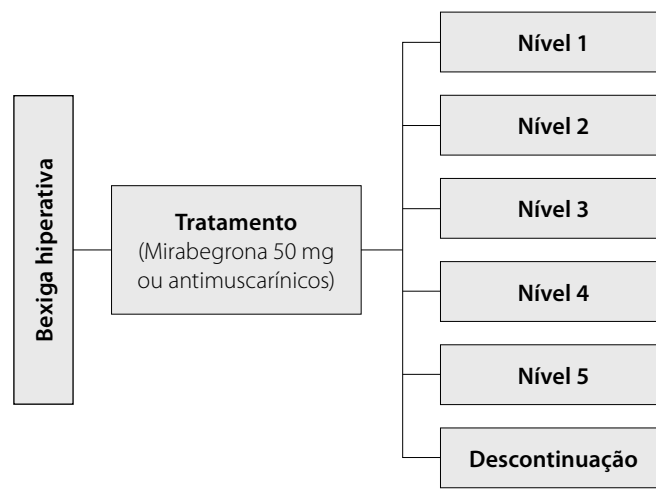 Bexiga hiperativa
Tratamento
(Mirabegrona 50 mg
ou antimuscarínicos)
Nível 1
Nível 2
Nível 3
Nível 4
Nível 5
Descontinuação